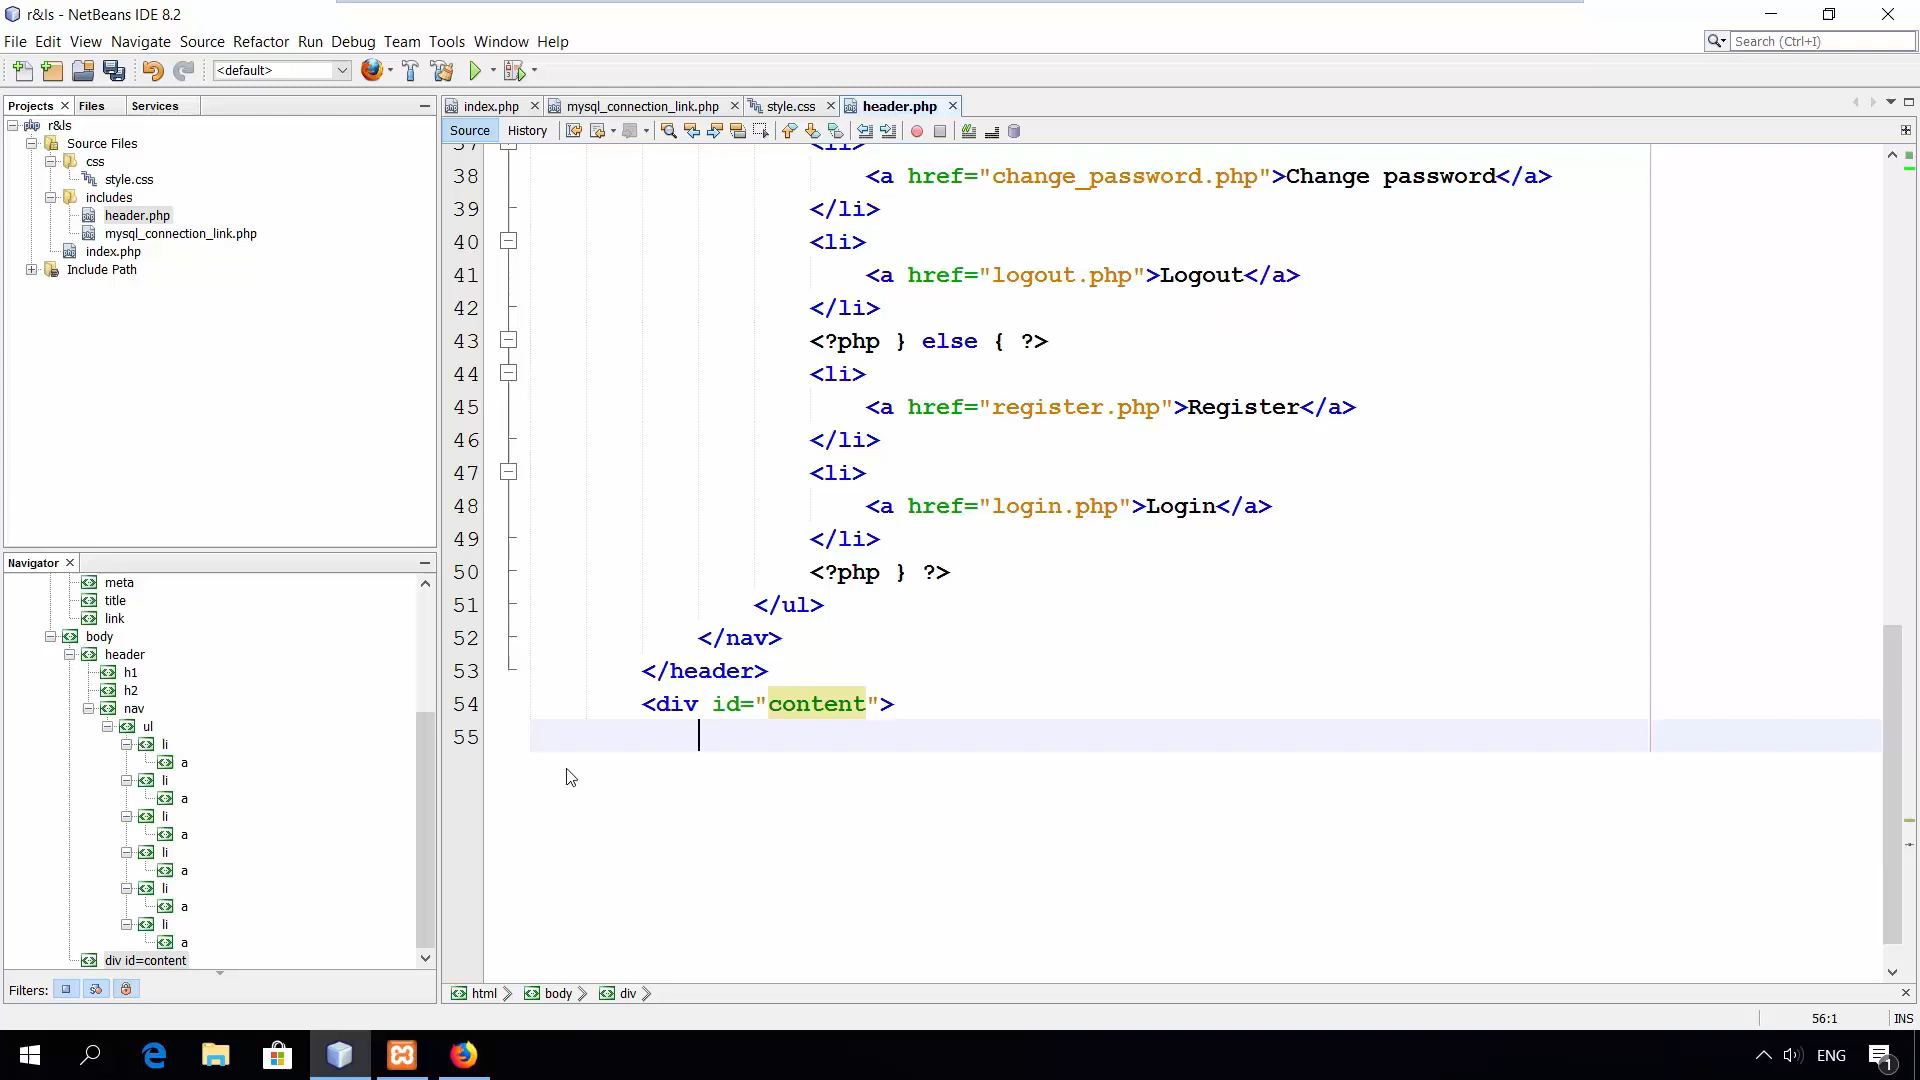 r&ls - NetBeans IDE 8.2
File Edit View Navigate Source Refactor Run Debug Team Tools Window Help
Search (Ctrl+I)
<default>
Projects Files Services
index.php mysql_connection_link.php style.css header.php
r&ls
Source Files
css
style.css
includes
header.php
mysql_connection_link.php
index.php
Include Path
Source History
37 <li>
38 <a href="change_password.php">Change password</a>
39 </li>
40 <li>
41 <a href="logout.php">Logout</a>
42 </li>
43 <?php } else { ?>
44 <li>
45 <a href="register.php">Register</a>
46 </li>
47 <li>
48 <a href="login.php">Login</a>
49 </li>
50 <?php } ?>
51 </ul>
52 </nav>
53 </header>
54 <div id="content">
55
Navigator
meta
title
link
body
header
h1
h2
nav
ul
li
a
li
a
li
a
li
a
li
a
li
a
div id=content
Filters:
html body div
56:1 INS
ENG
1